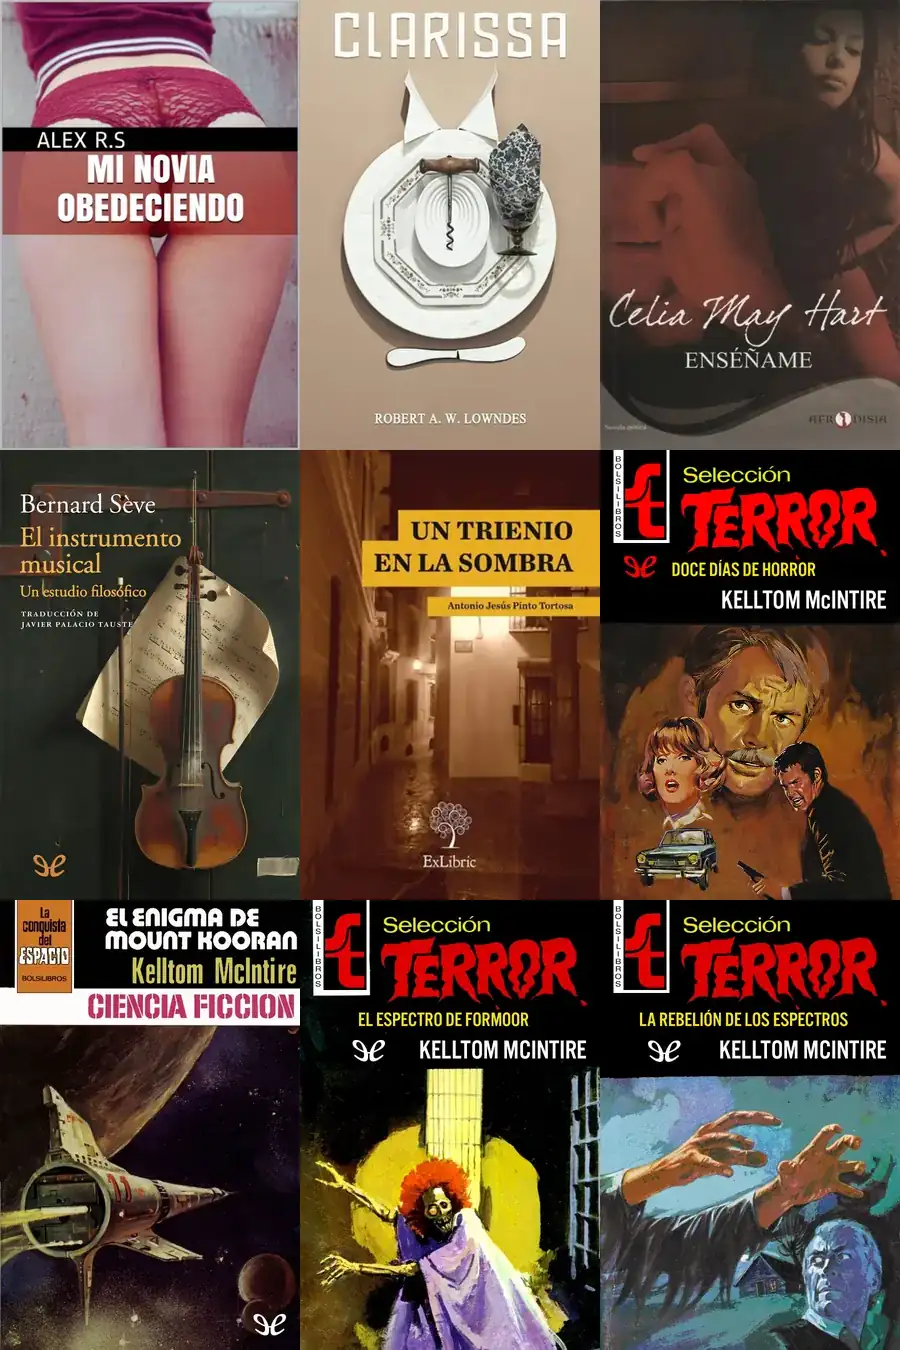 ALEX R.S
MI NOVIA
OBEDECIENDO
CLARISSA
ROBERT A. W. LOWNDES
Celia May Hart
ENSÉÑAME
Novela erótica
AFRODISIA
Bernard Sève
El instrumento
musical
Un estudio filosófico
TRADUCCIÓN DE
JAVIER PALACIO TAUSTE
UN TRIENIO
EN LA SOMBRA
Antonio Jesús Pinto Tortosa
ExLibric
BOLSILIBROS
Selección
TERROR
DOCE DÍAS DE HORROR
KELLTOM McINTIRE
La
conquista
del
ESPACIO
BOLSILIBROS
EL ENIGMA DE
MOUNT KOORAN
Kelltom McIntire
CIENCIA FICCION
11
BOLSILIBROS
Selección
TERROR
EL ESPECTRO DE FORMOOR
KELLTOM MCINTIRE
BOLSILIBROS
Selección
TERROR
LA REBELIÓN DE LOS ESPECTROS
KELLTOM MCINTIRE